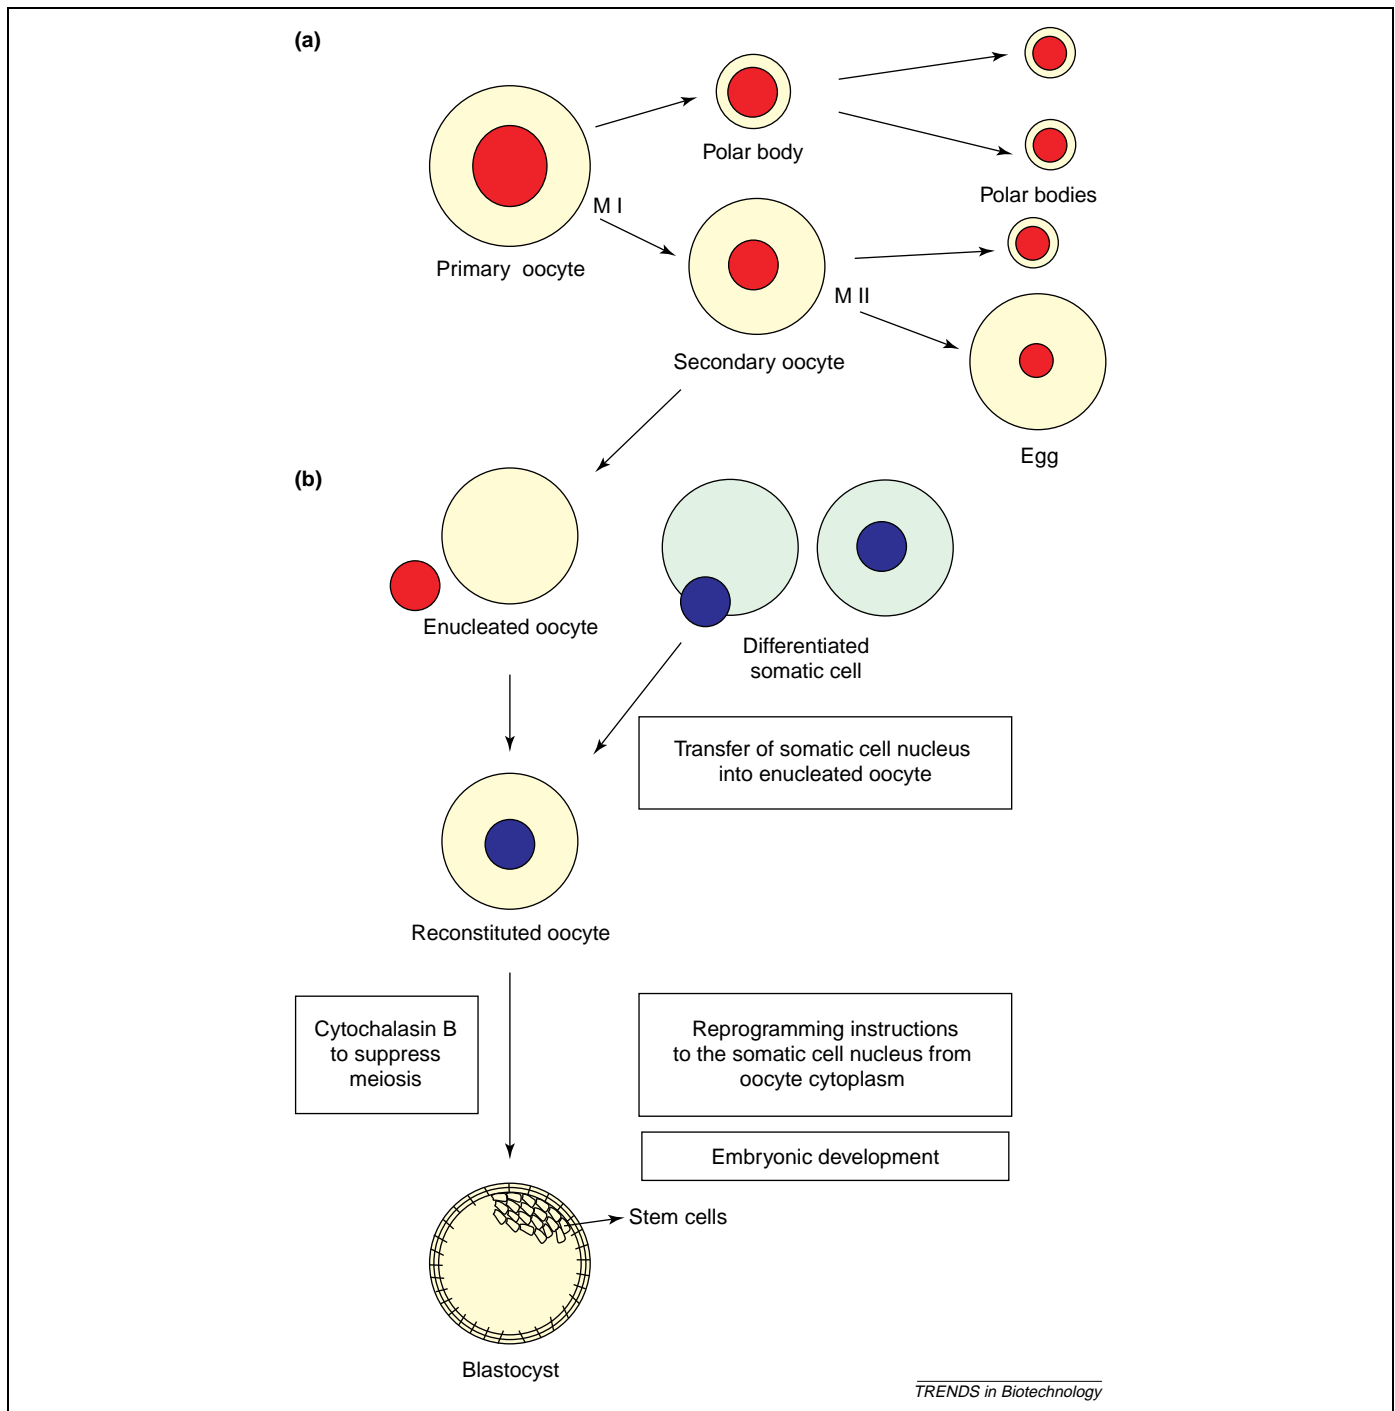 (a)
Polar body
Polar bodies
M I
Primary oocyte
M II
Secondary oocyte
Egg
(b)
Enucleated oocyte
Differentiated
somatic cell
Transfer of somatic cell nucleus
into enucleated oocyte
Reconstituted oocyte
Cytochalasin B
to suppress
meiosis
Reprogramming instructions
to the somatic cell nucleus from
oocyte cytoplasm
Embryonic development
Stem cells
Blastocyst
TRENDS in Biotechnology